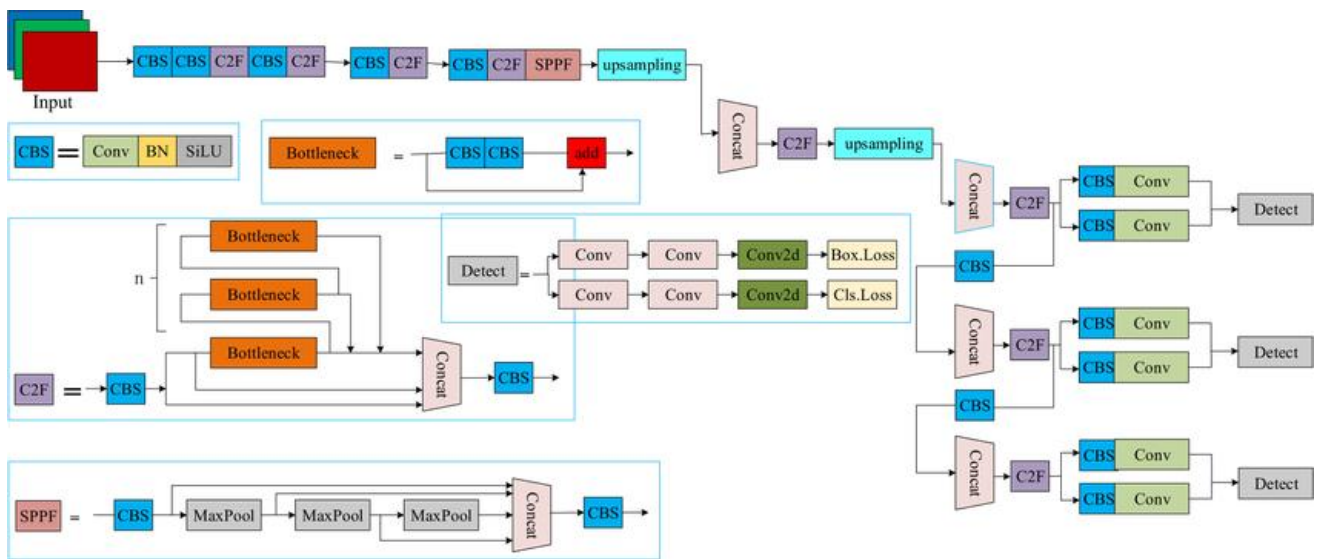 Input
CBS CBS C2F CBS C2F CBS C2F CBS C2F SPPF upsampling
Concat C2F upsampling
Concat C2F CBS Conv CBS Conv Detect
CBS
Concat C2F CBS Conv CBS Conv Detect
CBS
Concat C2F CBS Conv CBS Conv Detect
CBS = Conv BN SiLU
Bottleneck = CBS CBS add
n
Bottleneck
Bottleneck
Bottleneck
C2F = CBS Concat CBS
Detect =
Conv Conv Conv2d Box.Loss
Conv Conv Conv2d Cls.Loss
SPPF = CBS MaxPool MaxPool MaxPool Concat CBS